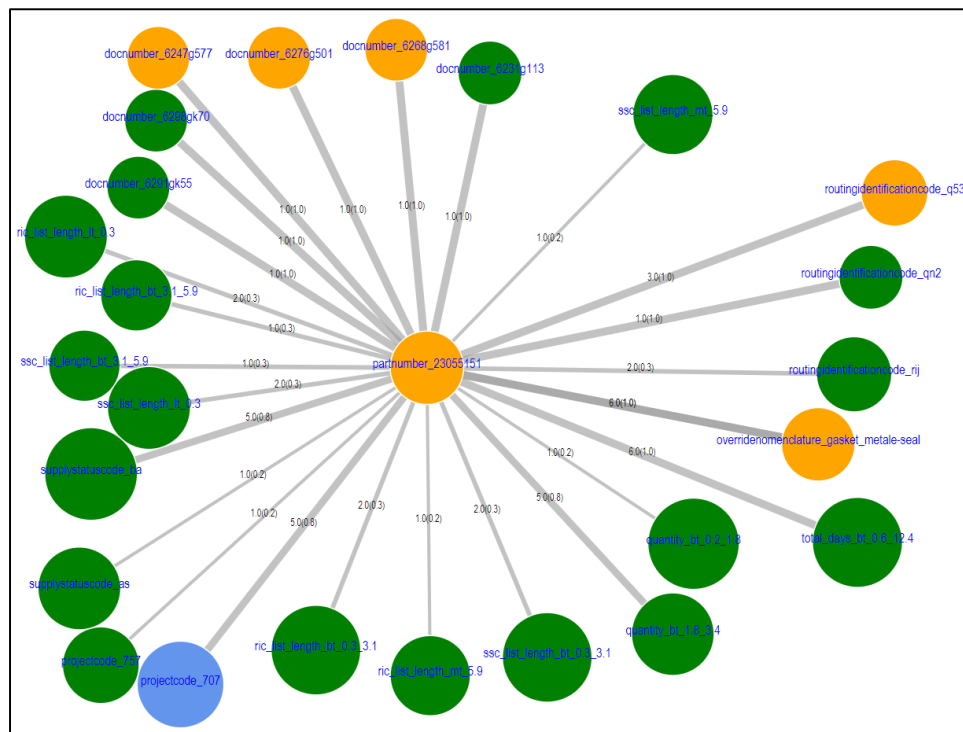 docnumber_6247g577
docnumber_6276g501
docnumber_6268g581
docnumber_6231g113
docnumber_6298gk70
ssc_list_length_mt_5.9
docnumber_6291gk55
routingidentificationcode_q53
ric_list_length_lt_0.3
routingidentificationcode_qn2
ric_list_length_bt_3.1_5.9
1.0(1.0)
1.0(1.0)
1.0(1.0)
1.0(1.0)
1.0(1.0)
1.0(0.2)
1.0(1.0)
3.0(1.0)
2.0(0.3)
1.0(0.3)
1.0(1.0)
ssc_list_length_bt_3.1_5.9
1.0(0.3)
partnumber_23055151
2.0(0.3)
routingidentificationcode_rij
ssc_list_length_lt_0.3
2.0(0.3)
5.0(0.8)
6.0(1.0)
overridenomenclature_gasket_metale-seal
supplystatuscode_ba
1.0(0.2)
1.0(0.2)
6.0(1.0)
1.0(0.2)
5.0(0.8)
2.0(0.3)
1.0(0.2)
2.0(0.3)
5.0(0.8)
quantity_bt_0.2_1.8
total_days_bt_0.6_12.4
supplystatuscode_as
quantity_bt_1.8_3.4
ric_list_length_bt_0.3_3.1
ssc_list_length_bt_0.3_3.1
projectcode_757
ric_list_length_mt_5.9
projectcode_707